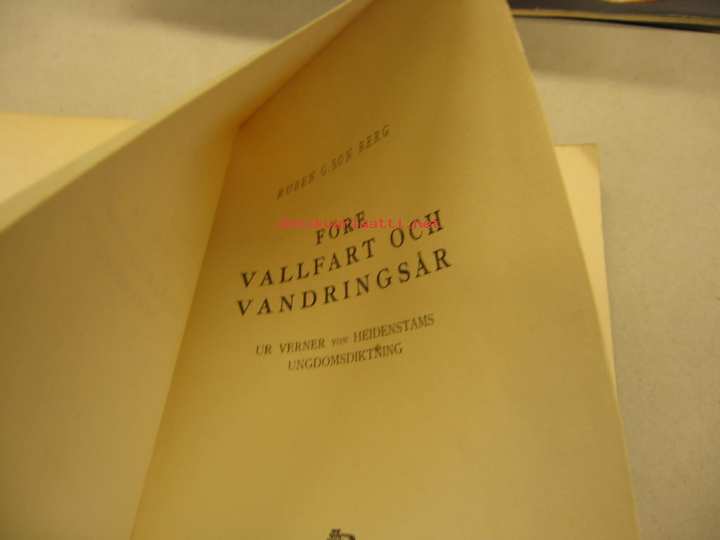 RUBEN G:SON BERG
FÖRE
VALLFART OCH
VANDRINGSÅR
UR VERNER von HEIDENSTAMS
UNGDOMSDIKTNING